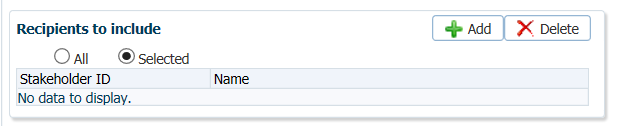 Recipients to include Add Delete
All Selected
Stakeholder ID Name
No data to display.